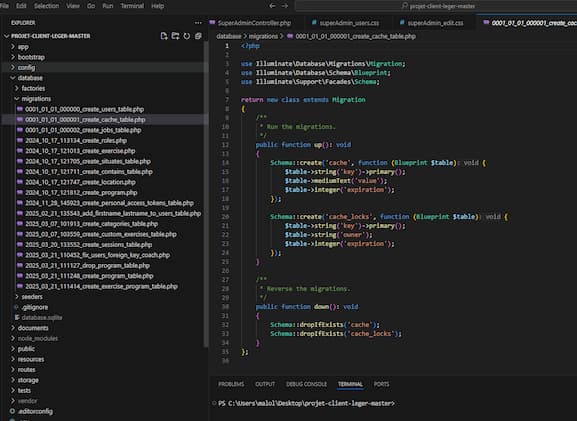 File Edit Selection View Go Run Terminal Help
projet-client-leger-master
EXPLORER
SuperAdminController.php
superAdmin_users.css
superAdmin_edit.css
0001_01_01_000001_create_cac
PROJET-CLIENT-LEGER-MASTER
app
bootstrap
config
database
factories
migrations
0001_01_01_000000_create_users_table.php
0001_01_01_000001_create_cache_table.php
0001_01_01_000002_create_jobs_table.php
2024_10_17_113134_create_roles.php
2024_10_17_121013_create_exercise.php
2024_10_17_121705_create_situates_table.php
2024_10_17_121711_create_contains_table.php
2024_10_17_121747_create_location.php
2024_10_17_121812_create_program.php
2024_11_28_145923_create_personal_access_tokens_table.php
2025_02_21_135543_add_firstname_lastname_to_users_table.php
2025_03_07_101913_create_categories_table.php
2025_03_07_103559_create_custom_exercises_table.php
2025_03_20_133552_create_sessions_table.php
2025_03_21_110452_fix_users_foreign_key_coach.php
2025_03_21_111127_drop_program_table.php
2025_03_21_111248_create_program_table.php
2025_03_21_111414_create_exercise_program_table.php
seeders
.gitignore
database.sqlite
documents
node_modules
public
resources
routes
storage
tests
vendor
.editorconfig
database > migrations > 0001_01_01_000001_create_cache_table.php
1 <?php
2
3 use Illuminate\Database\Migrations\Migration;
4 use Illuminate\Database\Schema\Blueprint;
5 use Illuminate\Support\Facades\Schema;
6
7 return new class extends Migration
8 {
9 /**
10 * Run the migrations.
11 */
12 public function up(): void
13 {
14 Schema::create('cache', function (Blueprint $table): void {
15 $table->string('key')->primary();
16 $table->mediumText('value');
17 $table->integer('expiration');
18 });
19
20 Schema::create('cache_locks', function (Blueprint $table): void {
21 $table->string('key')->primary();
22 $table->string('owner');
23 $table->integer('expiration');
24 });
25 }
26
27 /**
28 * Reverse the migrations.
29 */
30 public function down(): void
31 {
32 Schema::dropIfExists('cache');
33 Schema::dropIfExists('cache_locks');
34 }
35 };
36
PROBLEMS OUTPUT DEBUG CONSOLE TERMINAL PORTS
PS C:\Users\malol\Desktop\projet-client-leger-master>